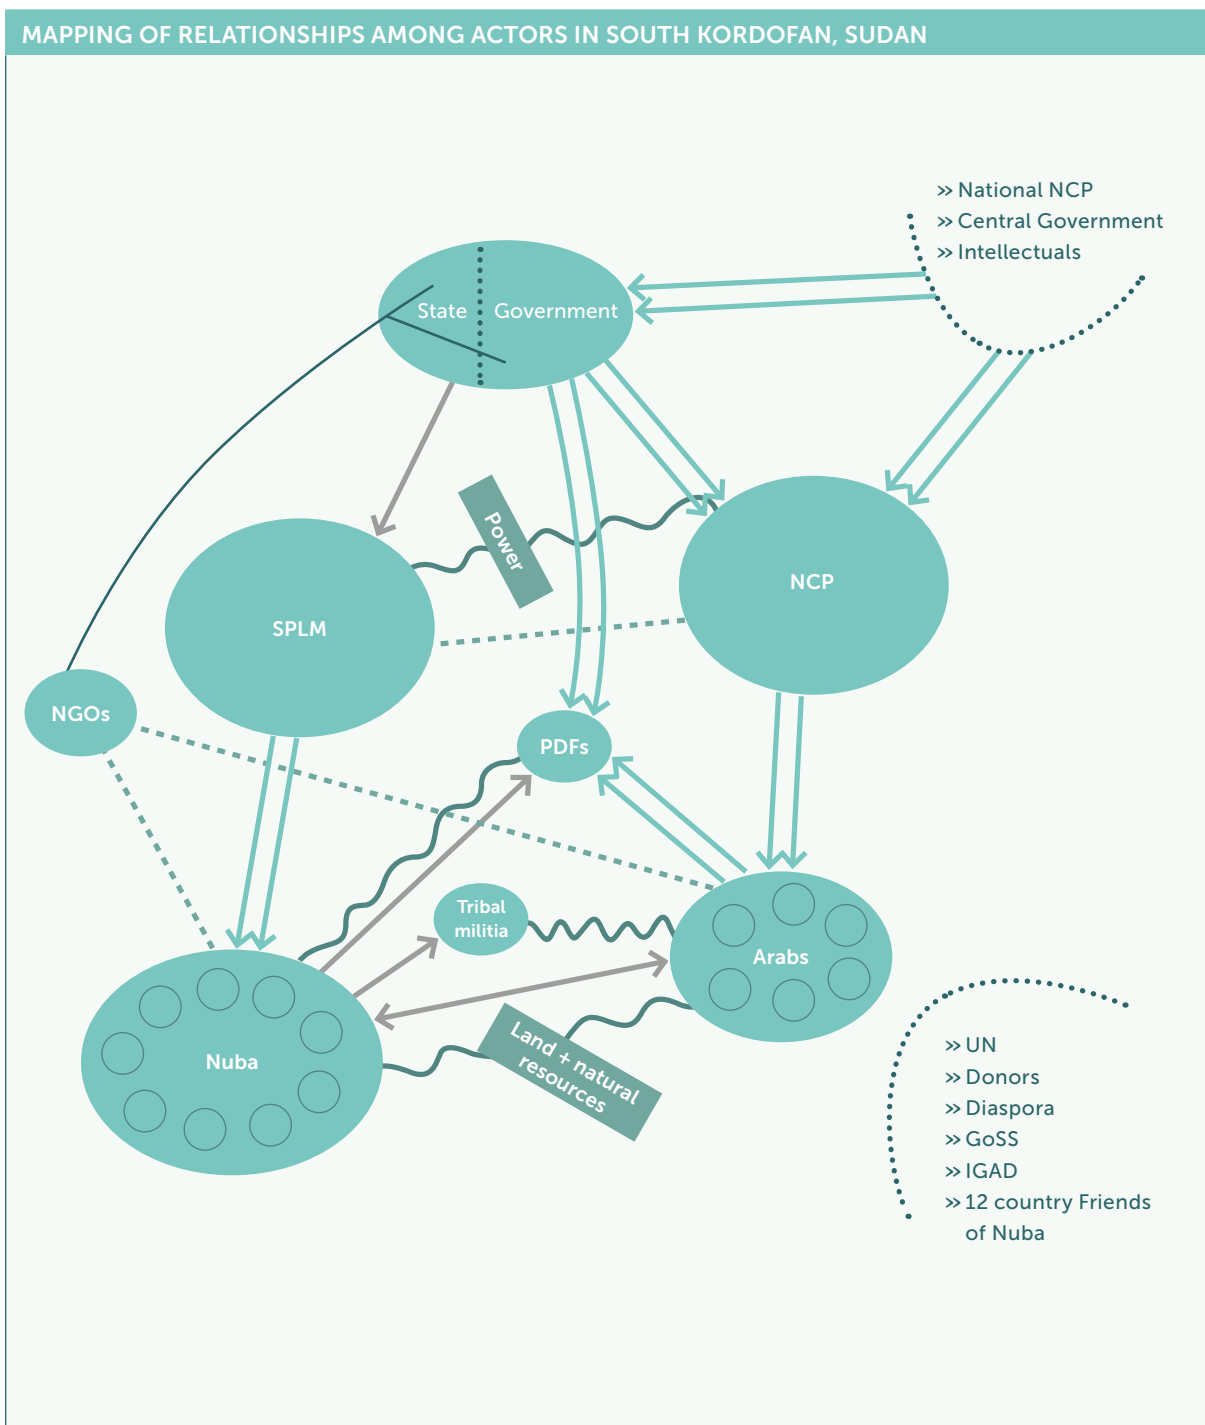 MAPPING OF RELATIONSHIPS AMONG ACTORS IN SOUTH KORDOFAN, SUDAN
» National NCP
» Central Government
» Intellectuals
State Government
Power
NCP
SPLM
NGOs
PDFs
Tribal
militia
Arabs
Nuba
Land + natural
resources
» UN
» Donors
» Diaspora
» GoSS
» IGAD
» 12 country Friends
of Nuba